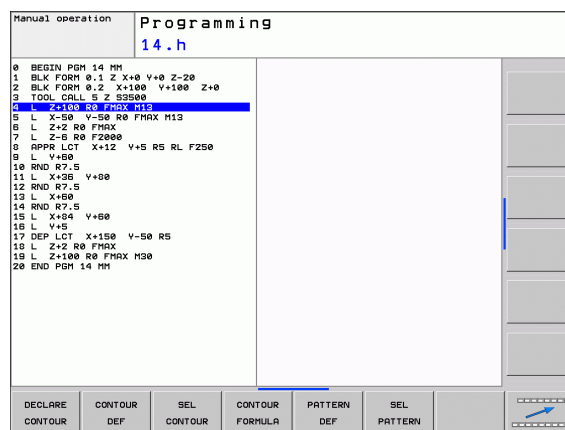 Manual operation
Programming
14.h
0 BEGIN PGM 14 MM
1 BLK FORM 0.1 Z X+0 Y+0 Z-20
2 BLK FORM 0.2 X+100 Y+100 Z+0
3 TOOL CALL 5 Z S3500
4 L Z+100 R0 FMAX M13
5 L X-50 Y-50 R0 FMAX M13
6 L Z+2 R0 FMAX
7 L Z-6 R0 F2000
8 APPR LCT X+12 Y+5 R5 RL F250
9 L Y+60
10 RND R7.5
11 L X+36 Y+80
12 RND R7.5
13 L X+60
14 RND R7.5
15 L X+84 Y+60
16 L Y+5
17 DEP LCT X+150 Y-50 R5
18 L Z+2 R0 FMAX
19 L Z+100 R0 FMAX M30
20 END PGM 14 MM
DECLARE CONTOUR
CONTOUR DEF
SEL CONTOUR
CONTOUR FORMULA
PATTERN DEF
SEL PATTERN